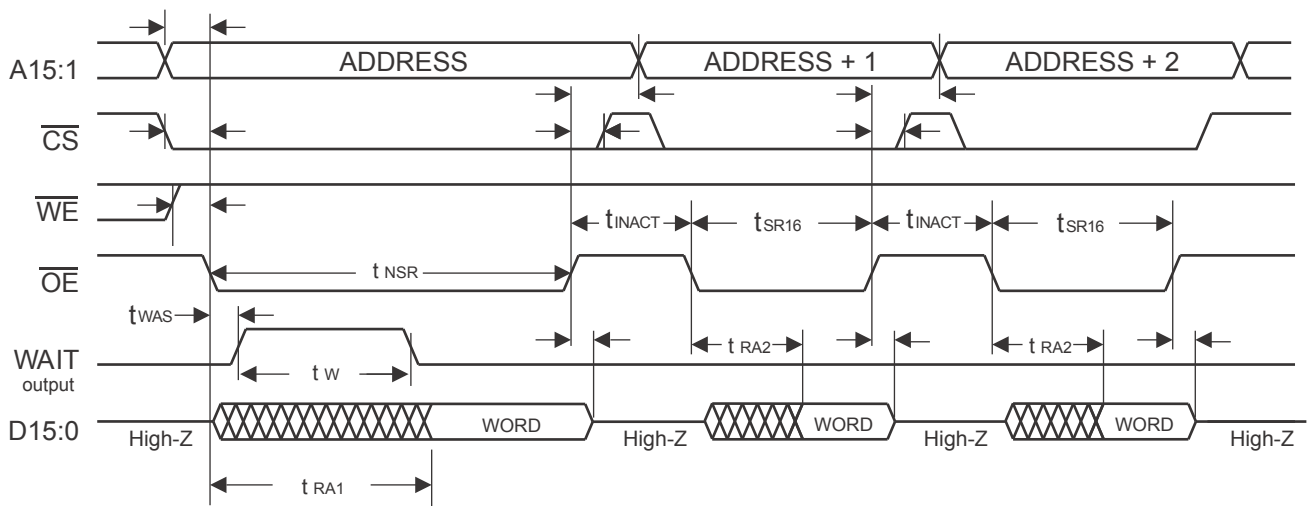 A15:1 ADDRESS ADDRESS + 1 ADDRESS + 2
CS
WE
tINACT tSR16 tINACT tSR16
OE t NSR
tWAS
WAIT
output
t W t RA2 t RA2
D15:0 High-Z WORD High-Z WORD High-Z WORD High-Z
t RA1